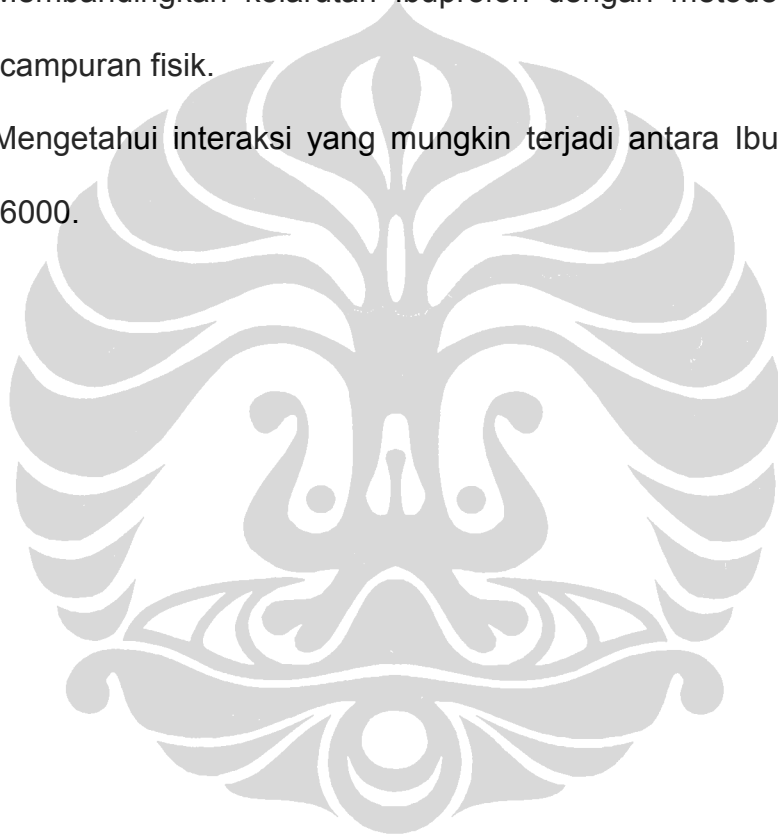 Membandingkan kelarutan Ibuprofen dengan metode
campuran fisik.
Mengetahui interaksi yang mungkin terjadi antara Ibu
6000.